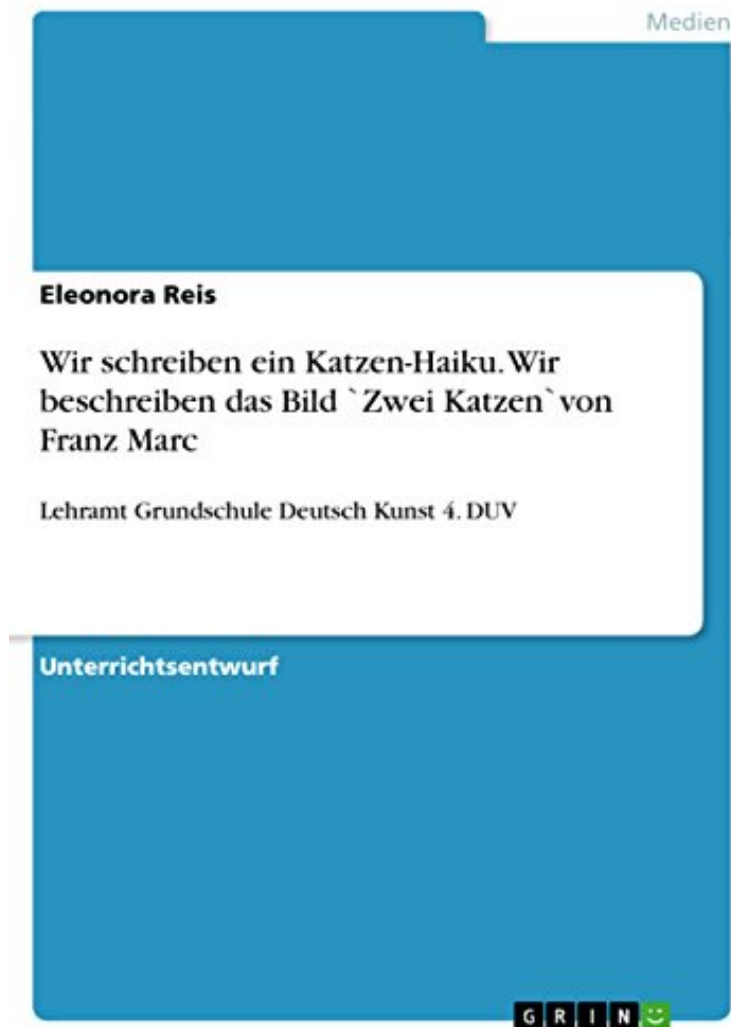 Medien
Eleonora Reis
Wir schreiben ein Katzen-Haiku. Wir
beschreiben das Bild `Zwei Katzen` von
Franz Marc
Lehramt Grundschule Deutsch Kunst 4. DUV
Unterrichtsentwurf
GRIN